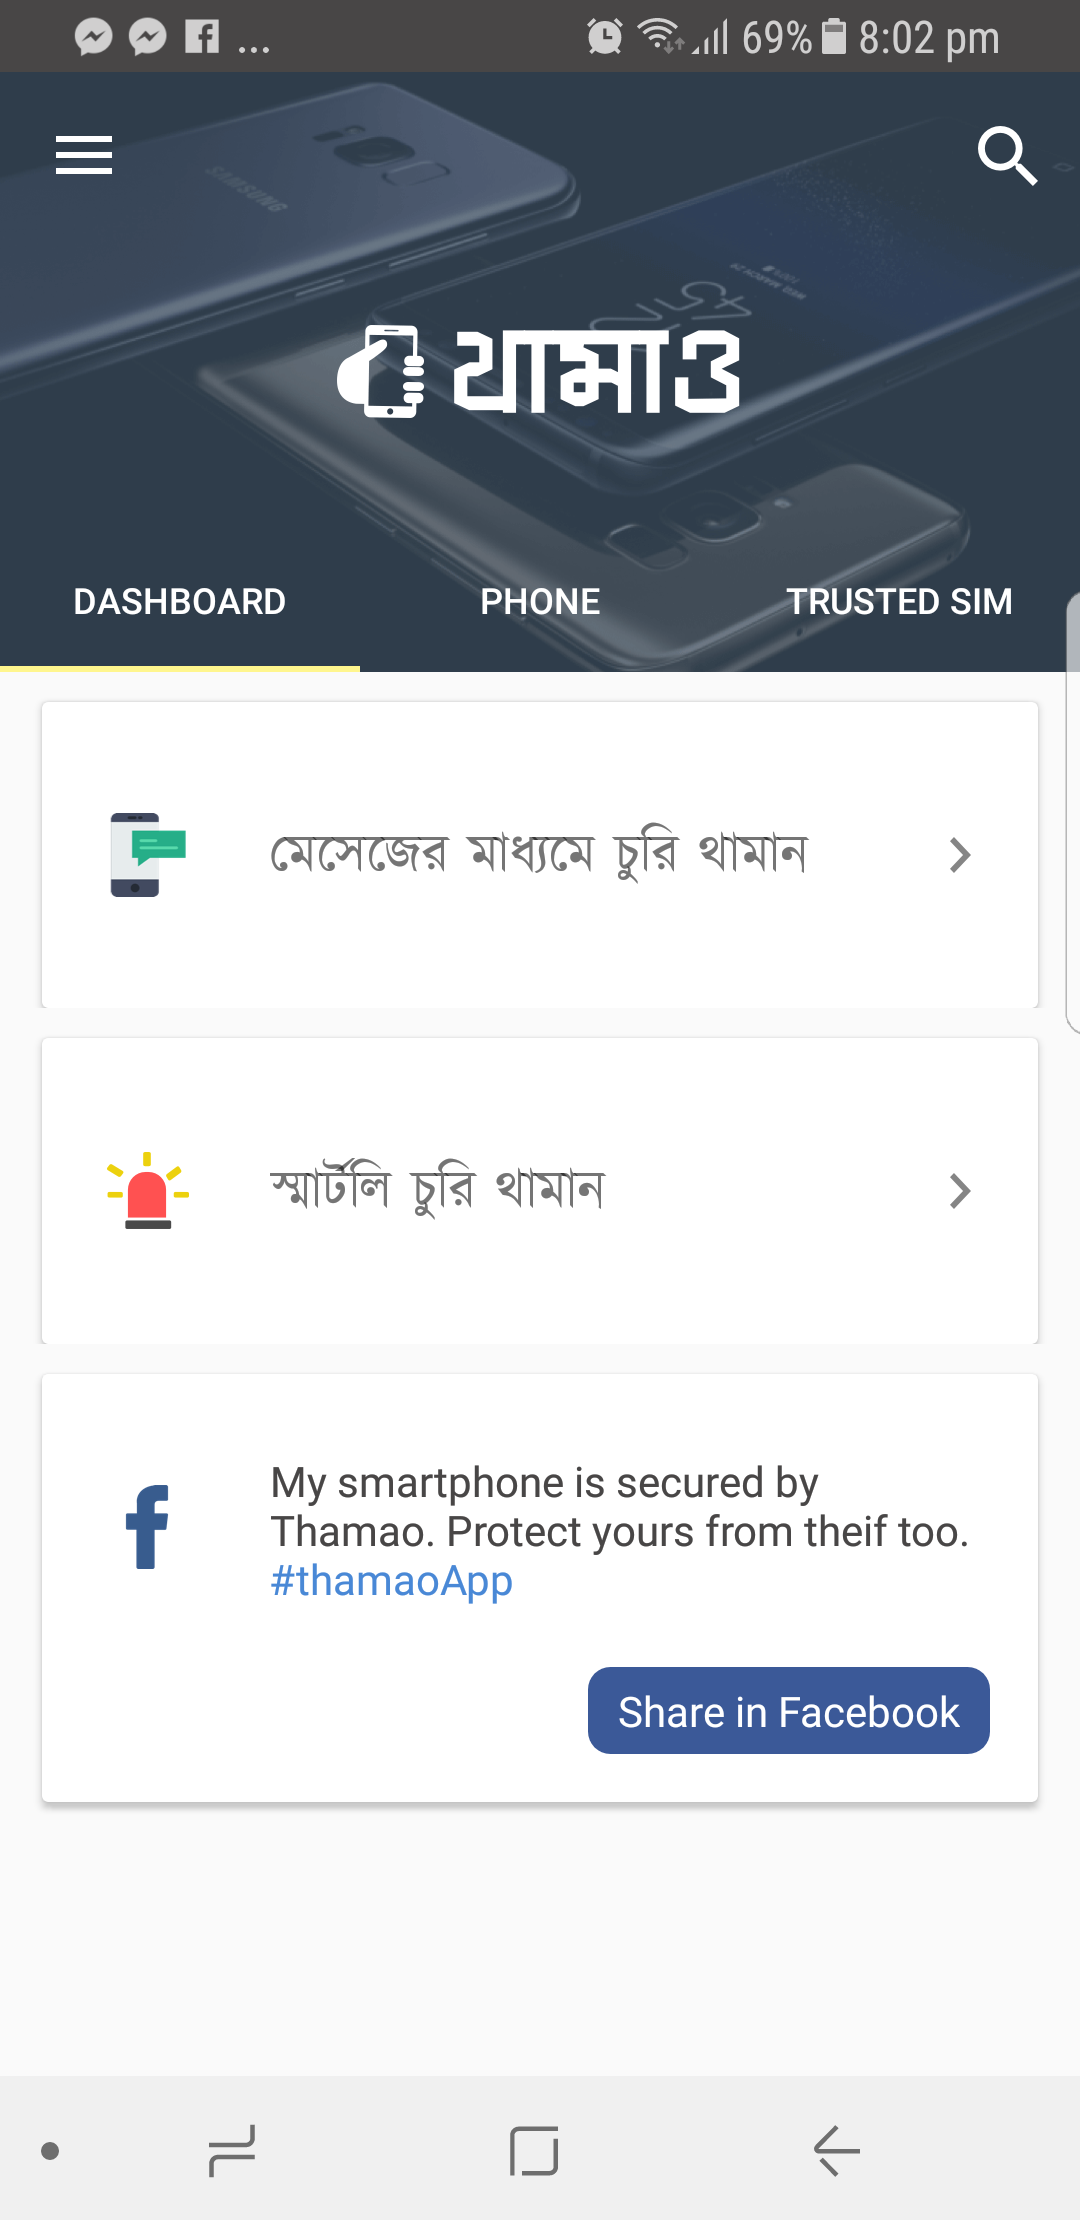 ... 69% 8:02 pm
SAMSUNG
থামাও
DASHBOARD PHONE TRUSTED SIM
মেসেজের মাধ্যমে চুরি থামান
স্মার্টলি চুরি থামান
My smartphone is secured by
Thamao. Protect yours from theif too.
#thamaoApp
Share in Facebook